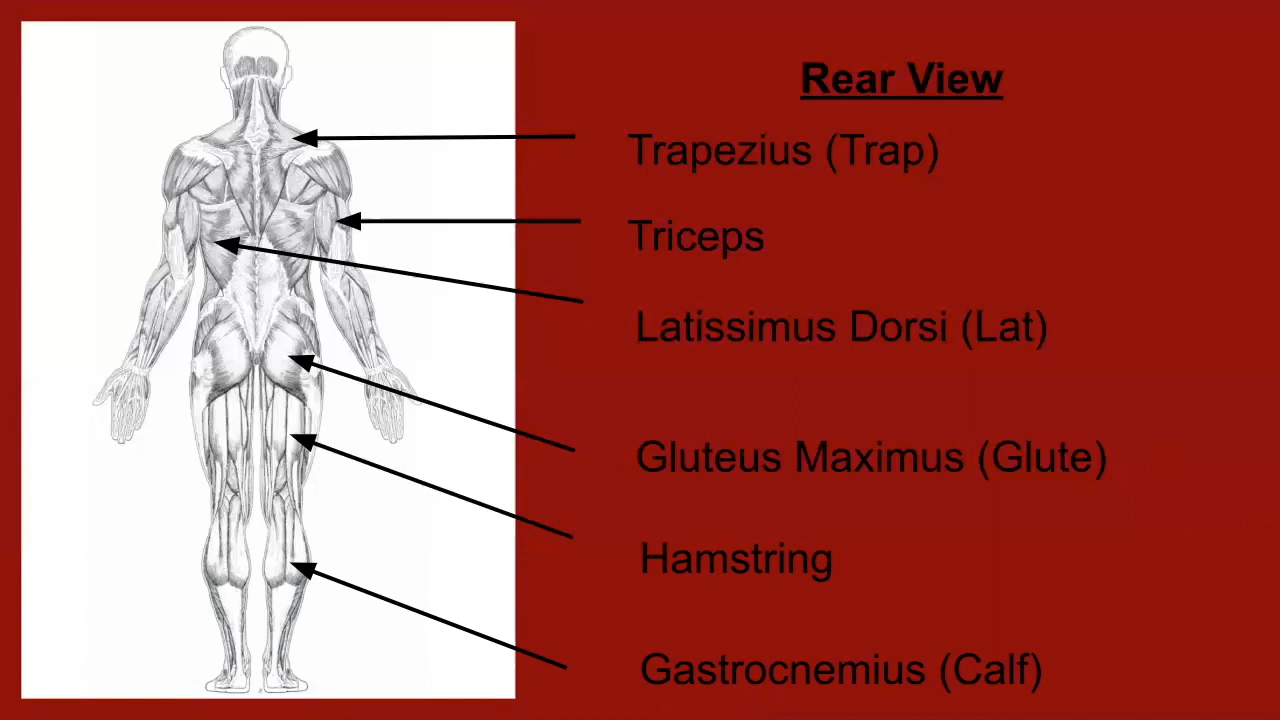 Rear View
Trapezius (Trap)
Triceps
Latissimus Dorsi (Lat)
Gluteus Maximus (Glute)
Hamstring
Gastrocnemius (Calf)